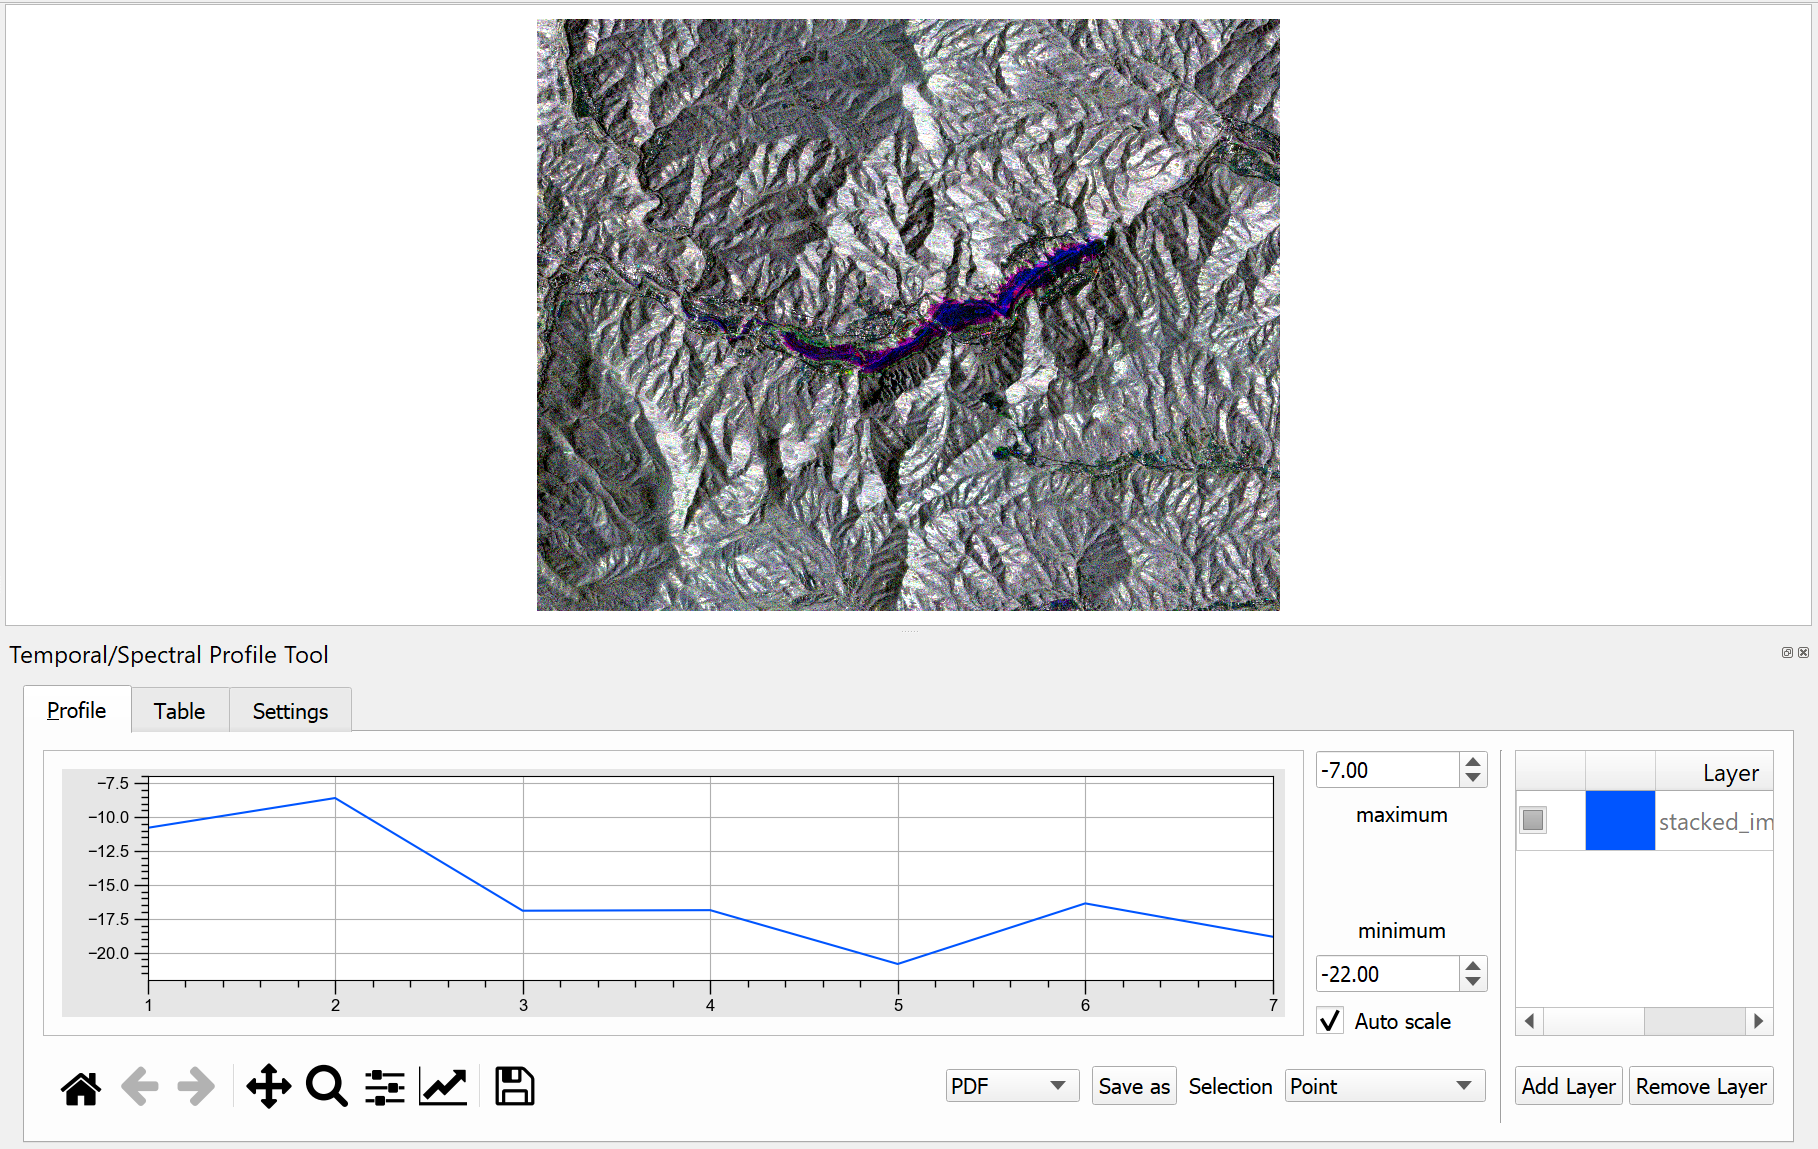 Temporal/Spectral Profile Tool
Profile
Table
Settings
−7.5
−10.0
−12.5
−15.0
−17.5
−20.0
1 2 3 4 5 6 7
-7.00
maximum
minimum
-22.00
Auto scale
Layer
stacked_im
PDF
Save as
Selection
Point
Add Layer
Remove Layer